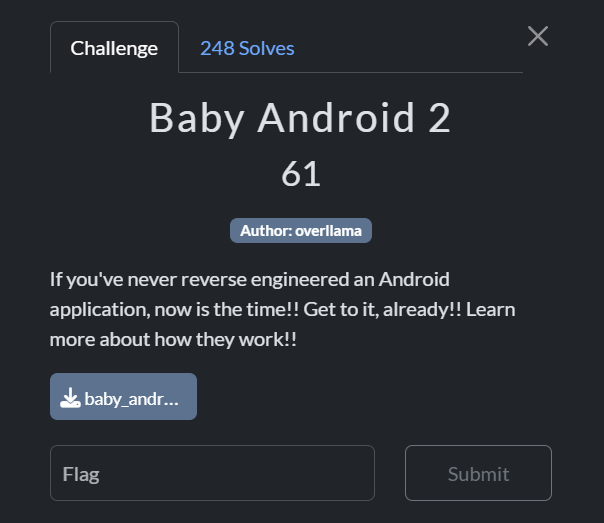 Challenge
248 Solves
Baby Android 2
61
Author: overllama
If you've never reverse engineered an Android
application, now is the time!! Get to it, already!! Learn
more about how they work!!
baby_andr...
Flag
Submit